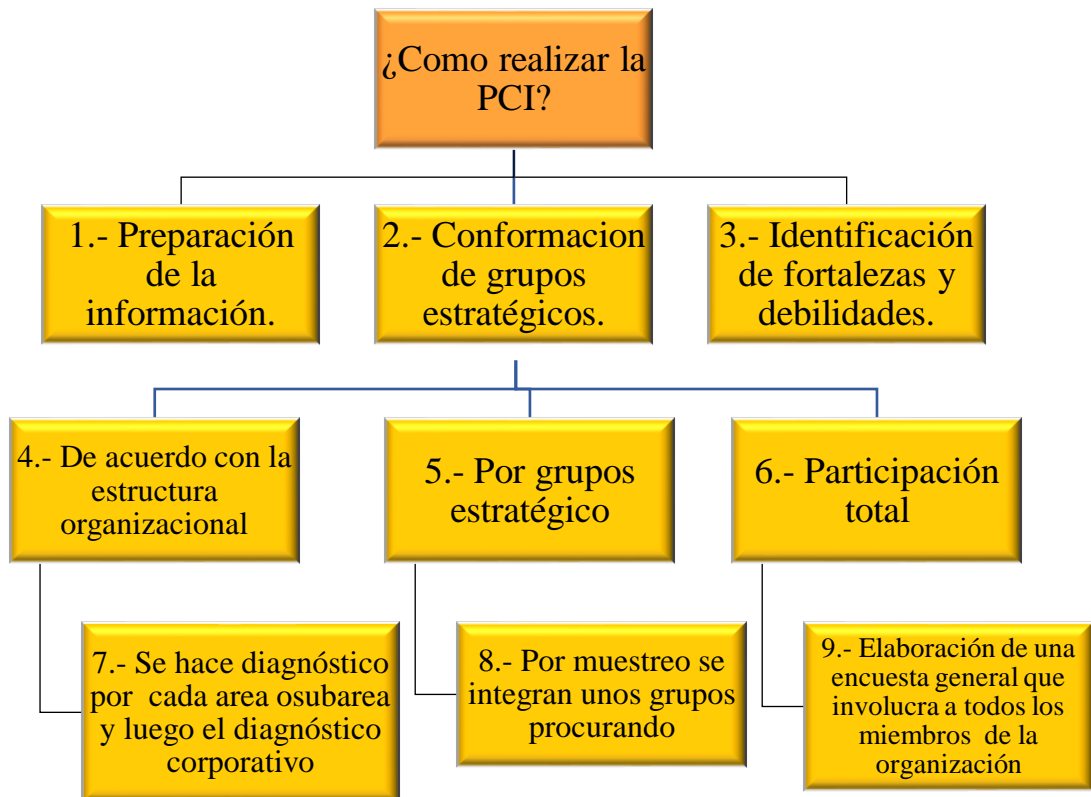 ¿Como realizar la
PCI?
1.- Preparación
de la
información.
2.- Conformacion
de grupos
estratégicos.
3.- Identificación
de fortalezas y
debilidades.
4.- De acuerdo con la
estructura
organizacional
5.- Por grupos
estratégico
6.- Participación
total
7.- Se hace diagnóstico
por cada area osubarea
y luego el diagnóstico
corporativo
8.- Por muestreo se
integran unos grupos
procurando
9.- Elaboración de una
encuesta general que
involucra a todos los
miembros de la
organización